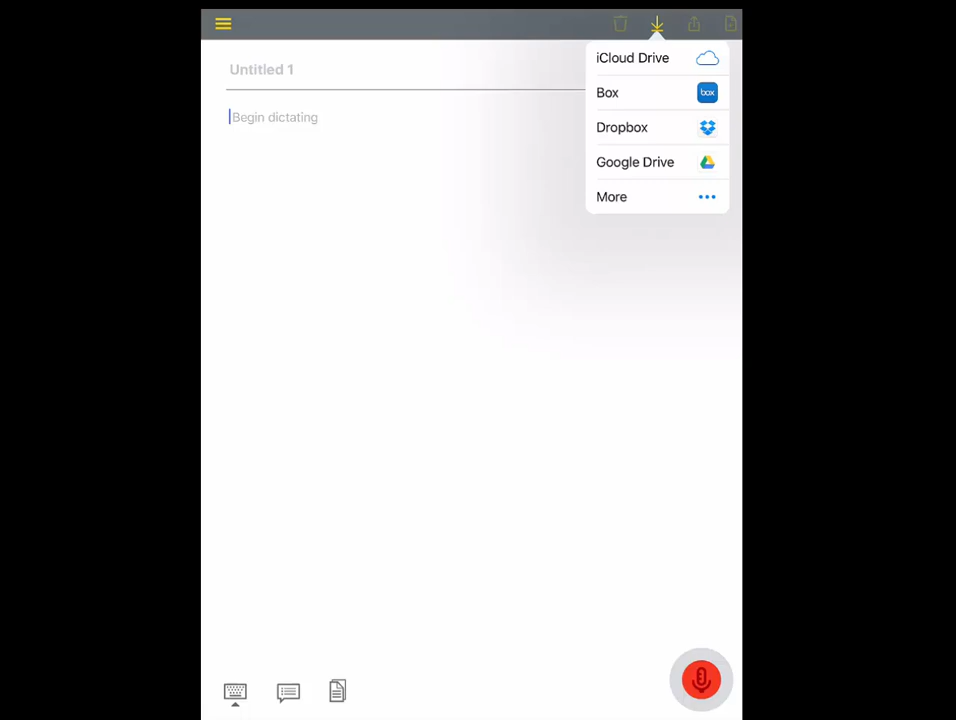 Untitled 1
Begin dictating
iCloud Drive
Box
box
Dropbox
Google Drive
More